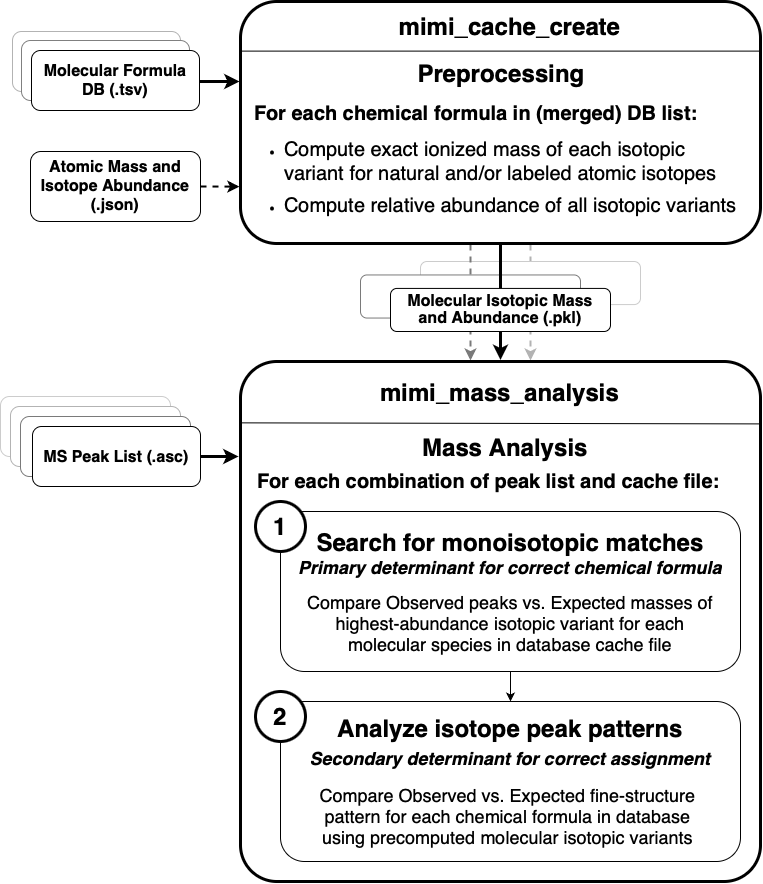 mimi_cache_create
Molecular Formula
DB (.tsv)
Preprocessing
For each chemical formula in (merged) DB list:
• Compute exact ionized mass of each isotopic
variant for natural and/or labeled atomic isotopes
• Compute relative abundance of all isotopic variants
Atomic Mass and
Isotope Abundance
(.json)
Molecular Isotopic Mass
and Abundance (.pkl)
mimi_mass_analysis
MS Peak List (.asc)
Mass Analysis
For each combination of peak list and cache file:
1
Search for monoisotopic matches
Primary determinant for correct chemical formula
Compare Observed peaks vs. Expected masses of
highest-abundance isotopic variant for each
molecular species in database cache file
2
Analyze isotope peak patterns
Secondary determinant for correct assignment
Compare Observed vs. Expected fine-structure
pattern for each chemical formula in database
using precomputed molecular isotopic variants